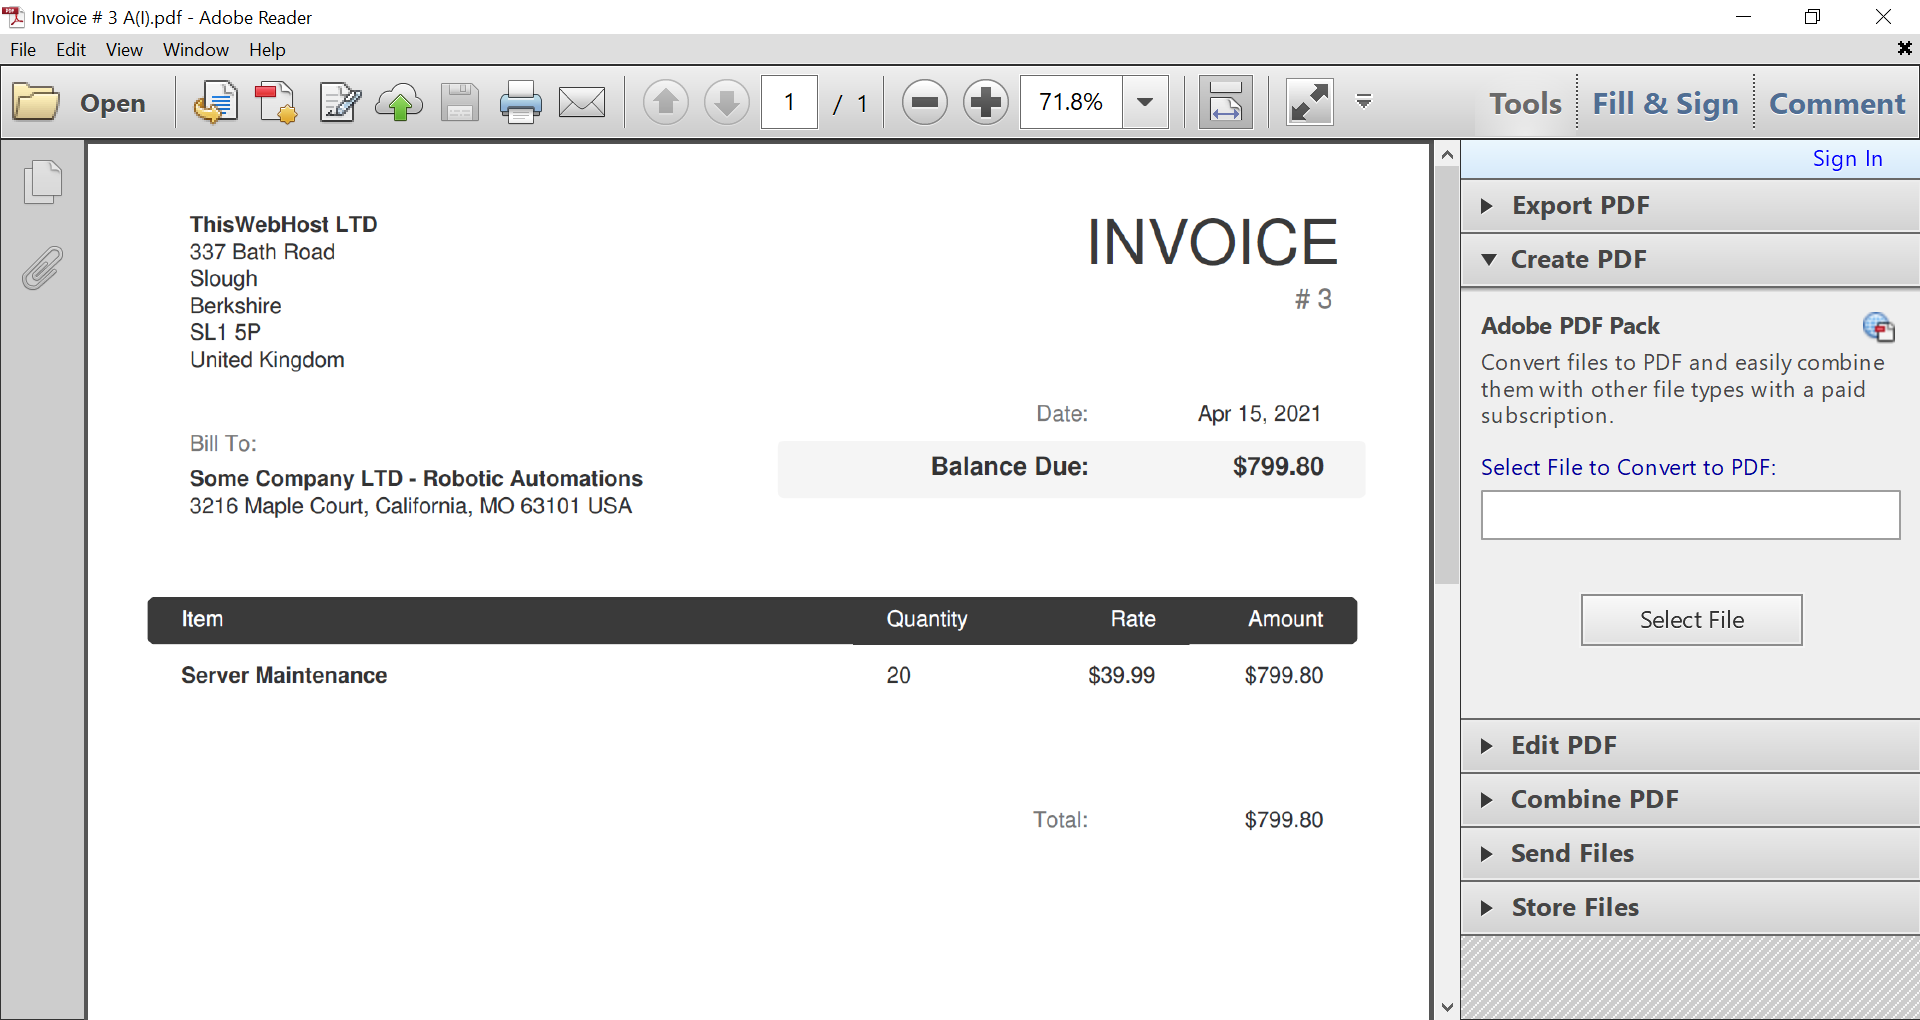 Invoice # 3 A(I).pdf - Adobe Reader
File Edit View Window Help
Open 1 / 1 71.8% Tools Fill & Sign Comment
Sign In
Export PDF
Create PDF
Adobe PDF Pack
Convert files to PDF and easily combine
them with other file types with a paid
subscription.
Select File to Convert to PDF:
Select File
Edit PDF
Combine PDF
Send Files
Store Files
ThisWebHost LTD
337 Bath Road
Slough
Berkshire
SL1 5P
United Kingdom
INVOICE
# 3
Date: Apr 15, 2021
Balance Due: $799.80
Bill To:
Some Company LTD - Robotic Automations
3216 Maple Court, California, MO 63101 USA
Item Quantity Rate Amount
Server Maintenance 20 $39.99 $799.80
Total: $799.80